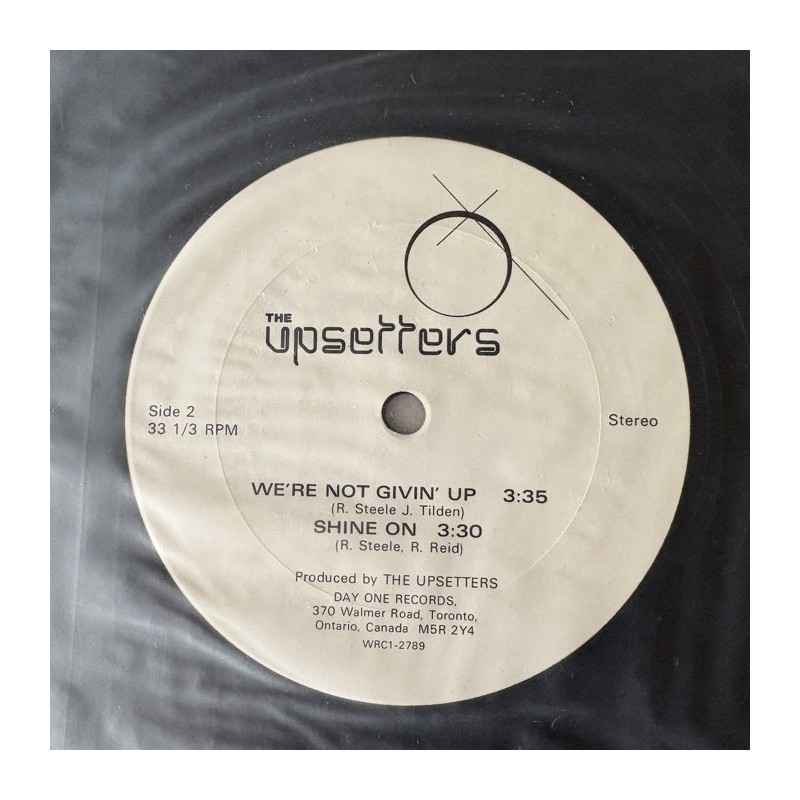 THE
upsetters
Side 2
33 1/3 RPM
Stereo
WE'RE NOT GIVIN' UP 3:35
(R. Steele J. Tilden)
SHINE ON 3:30
(R. Steele, R. Reid)
Produced by THE UPSETTERS
DAY ONE RECORDS,
370 Walmer Road, Toronto,
Ontario, Canada M5R 2Y4
WRC1-2789